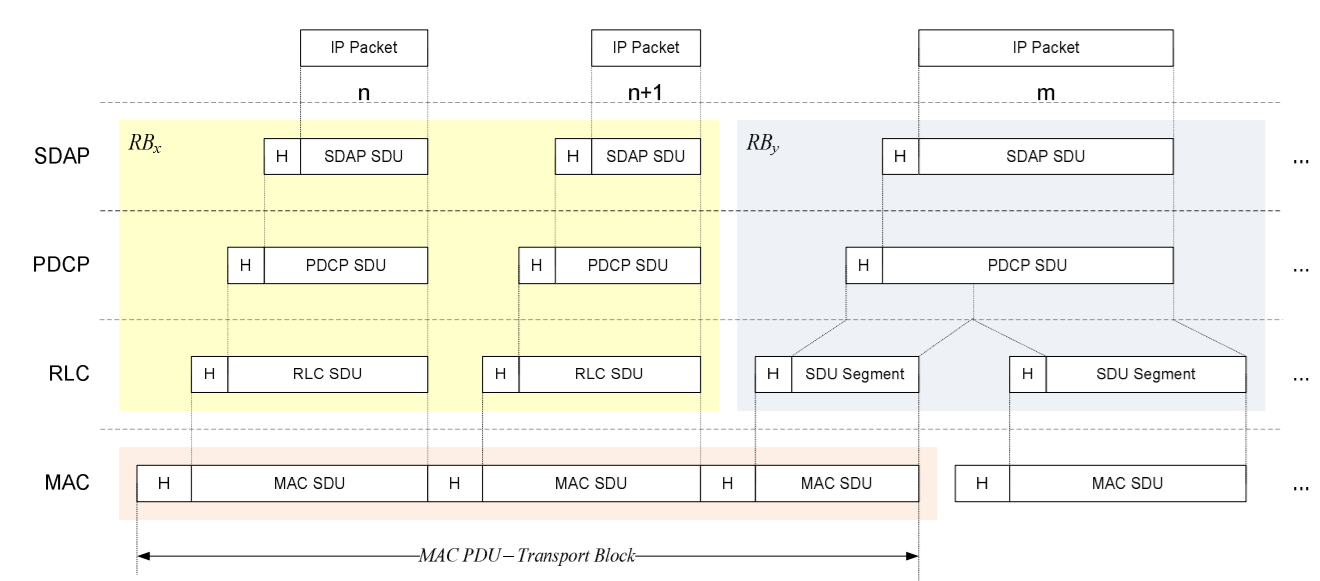 IP Packet IP Packet IP Packet
n n+1 m
RBx RBy
SDAP H SDAP SDU H SDAP SDU H SDAP SDU ...
PDCP H PDCP SDU H PDCP SDU H PDCP SDU ...
RLC H RLC SDU H RLC SDU H SDU Segment H SDU Segment ...
MAC H MAC SDU H MAC SDU H MAC SDU H MAC SDU ...
MAC PDU – Transport Block